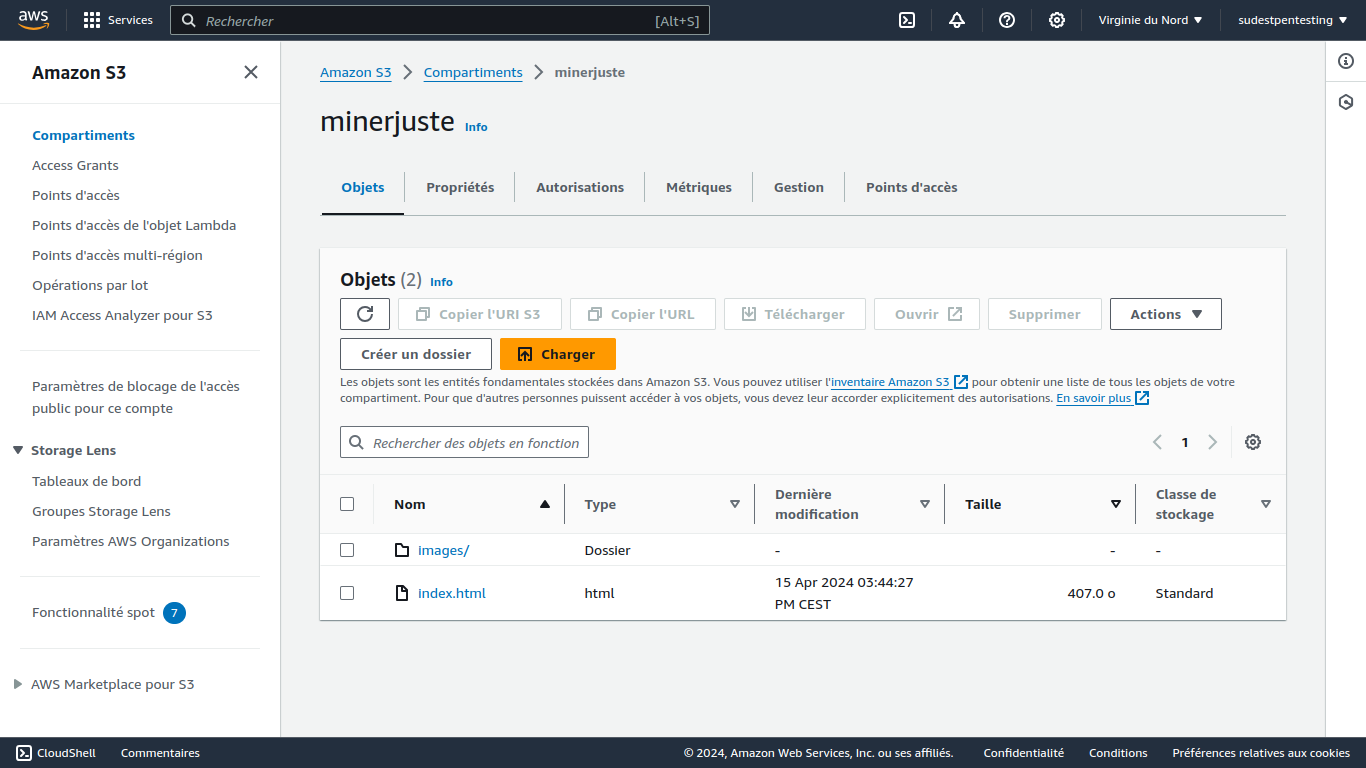 aws
Services
Rechercher
[Alt+S]
Virginie du Nord
sudestpentesting
Amazon S3
Compartiments
Access Grants
Points d'accès
Points d'accès de l'objet Lambda
Points d'accès multi-région
Opérations par lot
IAM Access Analyzer pour S3
Paramètres de blocage de l'accès
public pour ce compte
Storage Lens
Tableaux de bord
Groupes Storage Lens
Paramètres AWS Organizations
Fonctionnalité spot 7
AWS Marketplace pour S3
Amazon S3 Compartiments minerjuste
minerjuste Info
Objets Propriétés Autorisations Métriques Gestion Points d'accès
Objets (2) Info
Copier l'URI S3 Copier l'URL Télécharger Ouvrir Supprimer Actions
Créer un dossier Charger
Les objets sont les entités fondamentales stockées dans Amazon S3. Vous pouvez utiliser l'inventaire Amazon S3 pour obtenir une liste de tous les objets de votre
compartiment. Pour que d'autres personnes puissent accéder à vos objets, vous devez leur accorder explicitement des autorisations. En savoir plus
Rechercher des objets en fonction
1
Nom Type Dernière modification Taille Classe de stockage
images/ Dossier - - -
index.html html 15 Apr 2024 03:44:27 PM CEST 407.0 o Standard
CloudShell Commentaires © 2024, Amazon Web Services, Inc. ou ses affiliés. Confidentialité Conditions Préférences relatives aux cookies